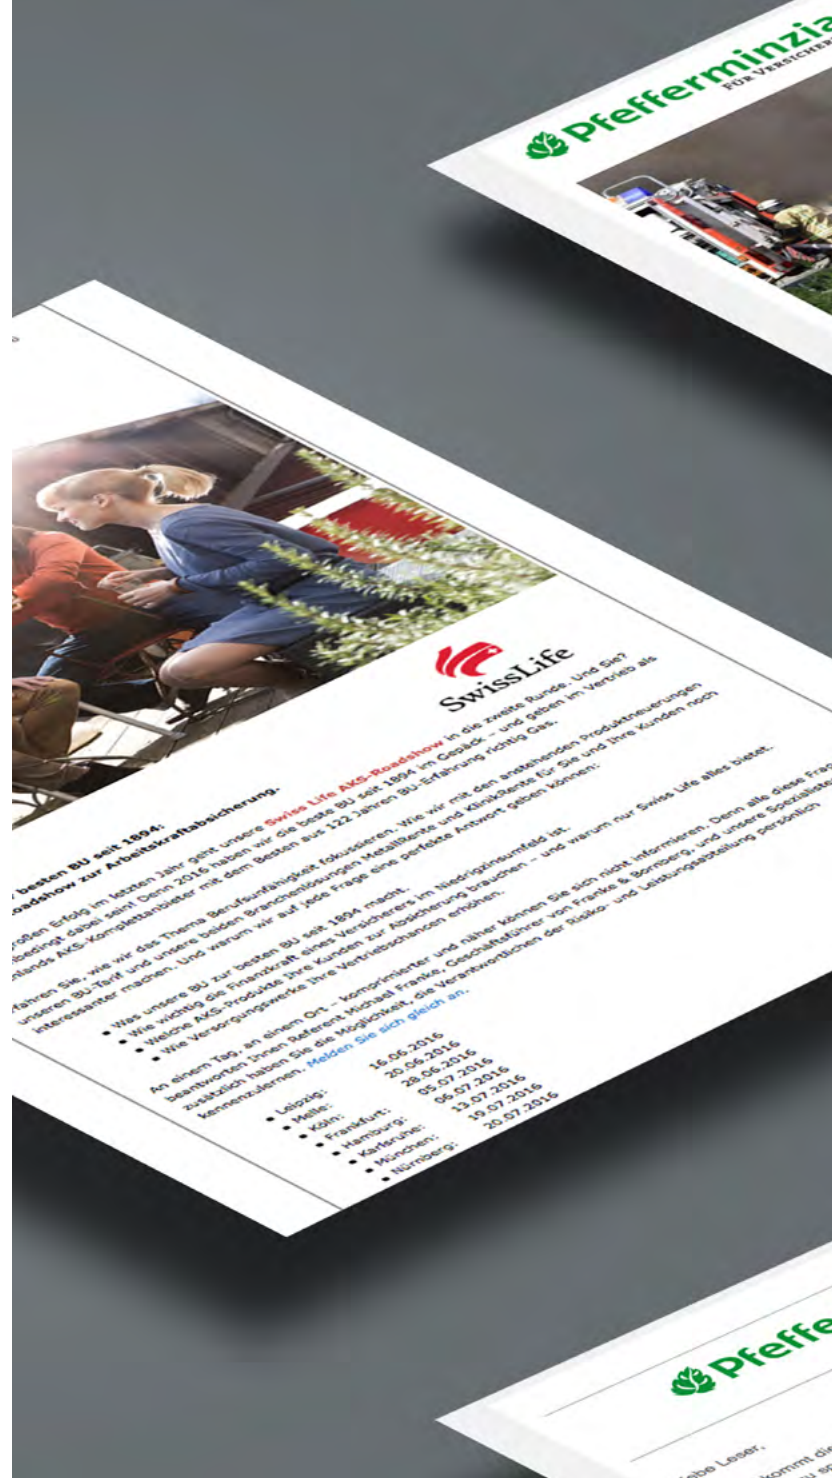 Pfefferminzia
FÜR VERSICHER
SwissLife
besten BU seit 1894:
Roadshow zur Arbeitskraftabsicherung.
großen Erfolg im letzten Jahr geht unsere Swiss Life AKS-Roadshow in die zweite Runde. Und Sie?
unbedingt dabei sein! Denn 2016 haben wir die beste BU seit 1894 im Gepäck – und geben im Vertrieb als
nlands AKS-Komplettanbieter mit dem Besten aus 122 Jahren BU-Erfahrung richtig Gas.
fahren Sie, wie wir das Thema Berufsunfähigkeit fokussieren. Wie wir mit den anstehenden Produktneuerungen
unseren BU-Tarif und unsere beiden Branchenlösungen MetallRente und KlinikRente für Sie und Ihre Kunden noch
interessanter machen. Und warum wir auf jede Frage eine perfekte Antwort geben können:
▪ Was unsere BU zur besten BU seit 1894 macht.
▪ Wie wichtig die Finanzkraft eines Versicherers im Niedrigzinsumfeld ist.
▪ Welche AKS-Produkte Ihre Kunden zur Absicherung brauchen – und warum nur Swiss Life alles bietet.
▪ Wie Versorgungswerke Ihre Vertriebschancen erhöhen.
An einem Tag, an einem Ort – komprimierter und näher können Sie sich nicht informieren. Denn alle diese Frag
beantworten Ihnen Referent Michael Franke, Geschäftsführer von Franke & Bornberg, und unsere Spezialisten
zusätzlich haben Sie die Möglichkeit, die Verantwortlichen der Risiko- und Leistungsabteilung persönlich
kennenzulernen. Melden Sie sich gleich an.
▪ Leipzig: 16.06.2016
▪ Melle: 20.06.2016
▪ Köln: 28.06.2016
▪ Frankfurt: 05.07.2016
▪ Hamburg: 06.07.2016
▪ Karlsruhe: 13.07.2016
▪ München: 19.07.2016
▪ Nürnberg: 20.07.2016
Pfeffe
ebe Leser,
kommt die